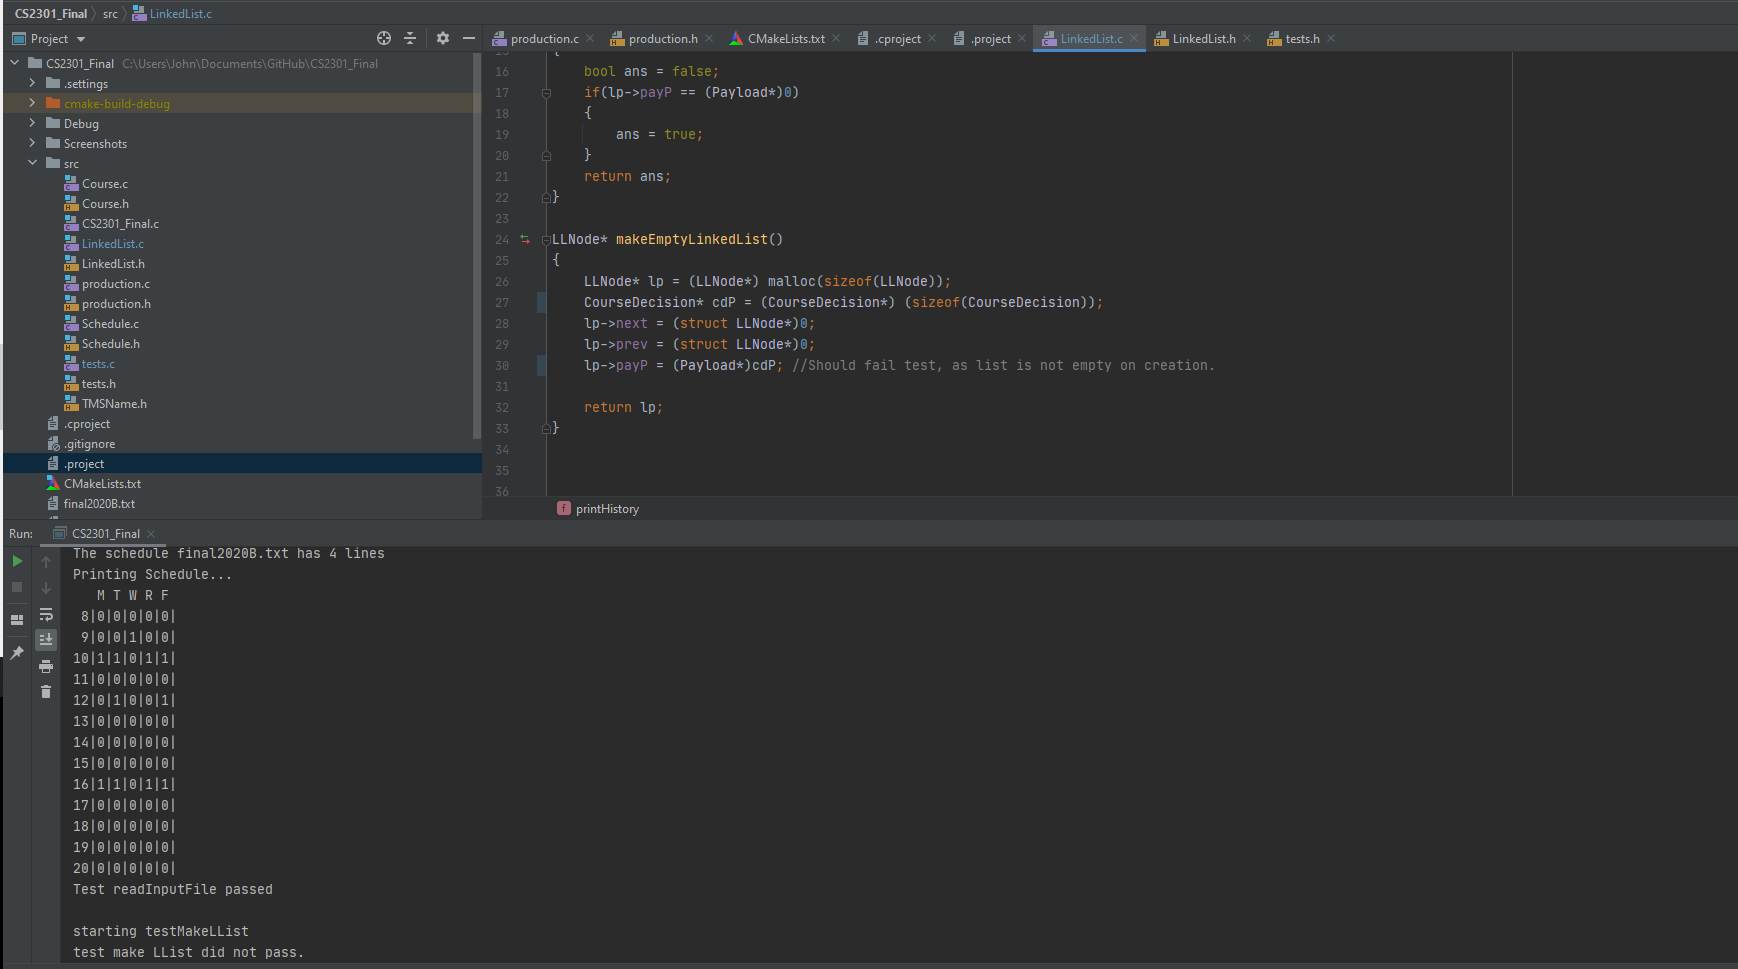 CS2301_Final src LinkedList.c
Project
production.c production.h CMakeLists.txt .cproject .project LinkedList.c LinkedList.h tests.h
CS2301_Final C:\Users\John\Documents\GitHub\CS2301_Final
.settings
cmake-build-debug
Debug
Screenshots
src
Course.c
Course.h
CS2301_Final.c
LinkedList.c
LinkedList.h
production.c
production.h
Schedule.c
Schedule.h
tests.c
tests.h
TMSName.h
.cproject
.gitignore
.project
CMakeLists.txt
final2020B.txt
{
16 bool ans = false;
17 if(lp->payP == (Payload*)0)
18 {
19 ans = true;
20 }
21 return ans;
22 }
23
24 LLNode* makeEmptyLinkedList()
25 {
26 LLNode* lp = (LLNode*) malloc(sizeof(LLNode));
27 CourseDecision* cdP = (CourseDecision*) (sizeof(CourseDecision));
28 lp->next = (struct LLNode*)0;
29 lp->prev = (struct LLNode*)0;
30 lp->payP = (Payload*)cdP; //Should fail test, as list is not empty on creation.
31
32 return lp;
33 }
34
35
36
f printHistory
Run: CS2301_Final
The schedule final2020B.txt has 4 lines
Printing Schedule...
M T W R F
8|0|0|0|0|0|
9|0|0|1|0|0|
10|1|1|0|1|1|
11|0|0|0|0|0|
12|0|1|0|0|1|
13|0|0|0|0|0|
14|0|0|0|0|0|
15|0|0|0|0|0|
16|1|1|0|1|1|
17|0|0|0|0|0|
18|0|0|0|0|0|
19|0|0|0|0|0|
20|0|0|0|0|0|
Test readInputFile passed
starting testMakeLList
test make LList did not pass.